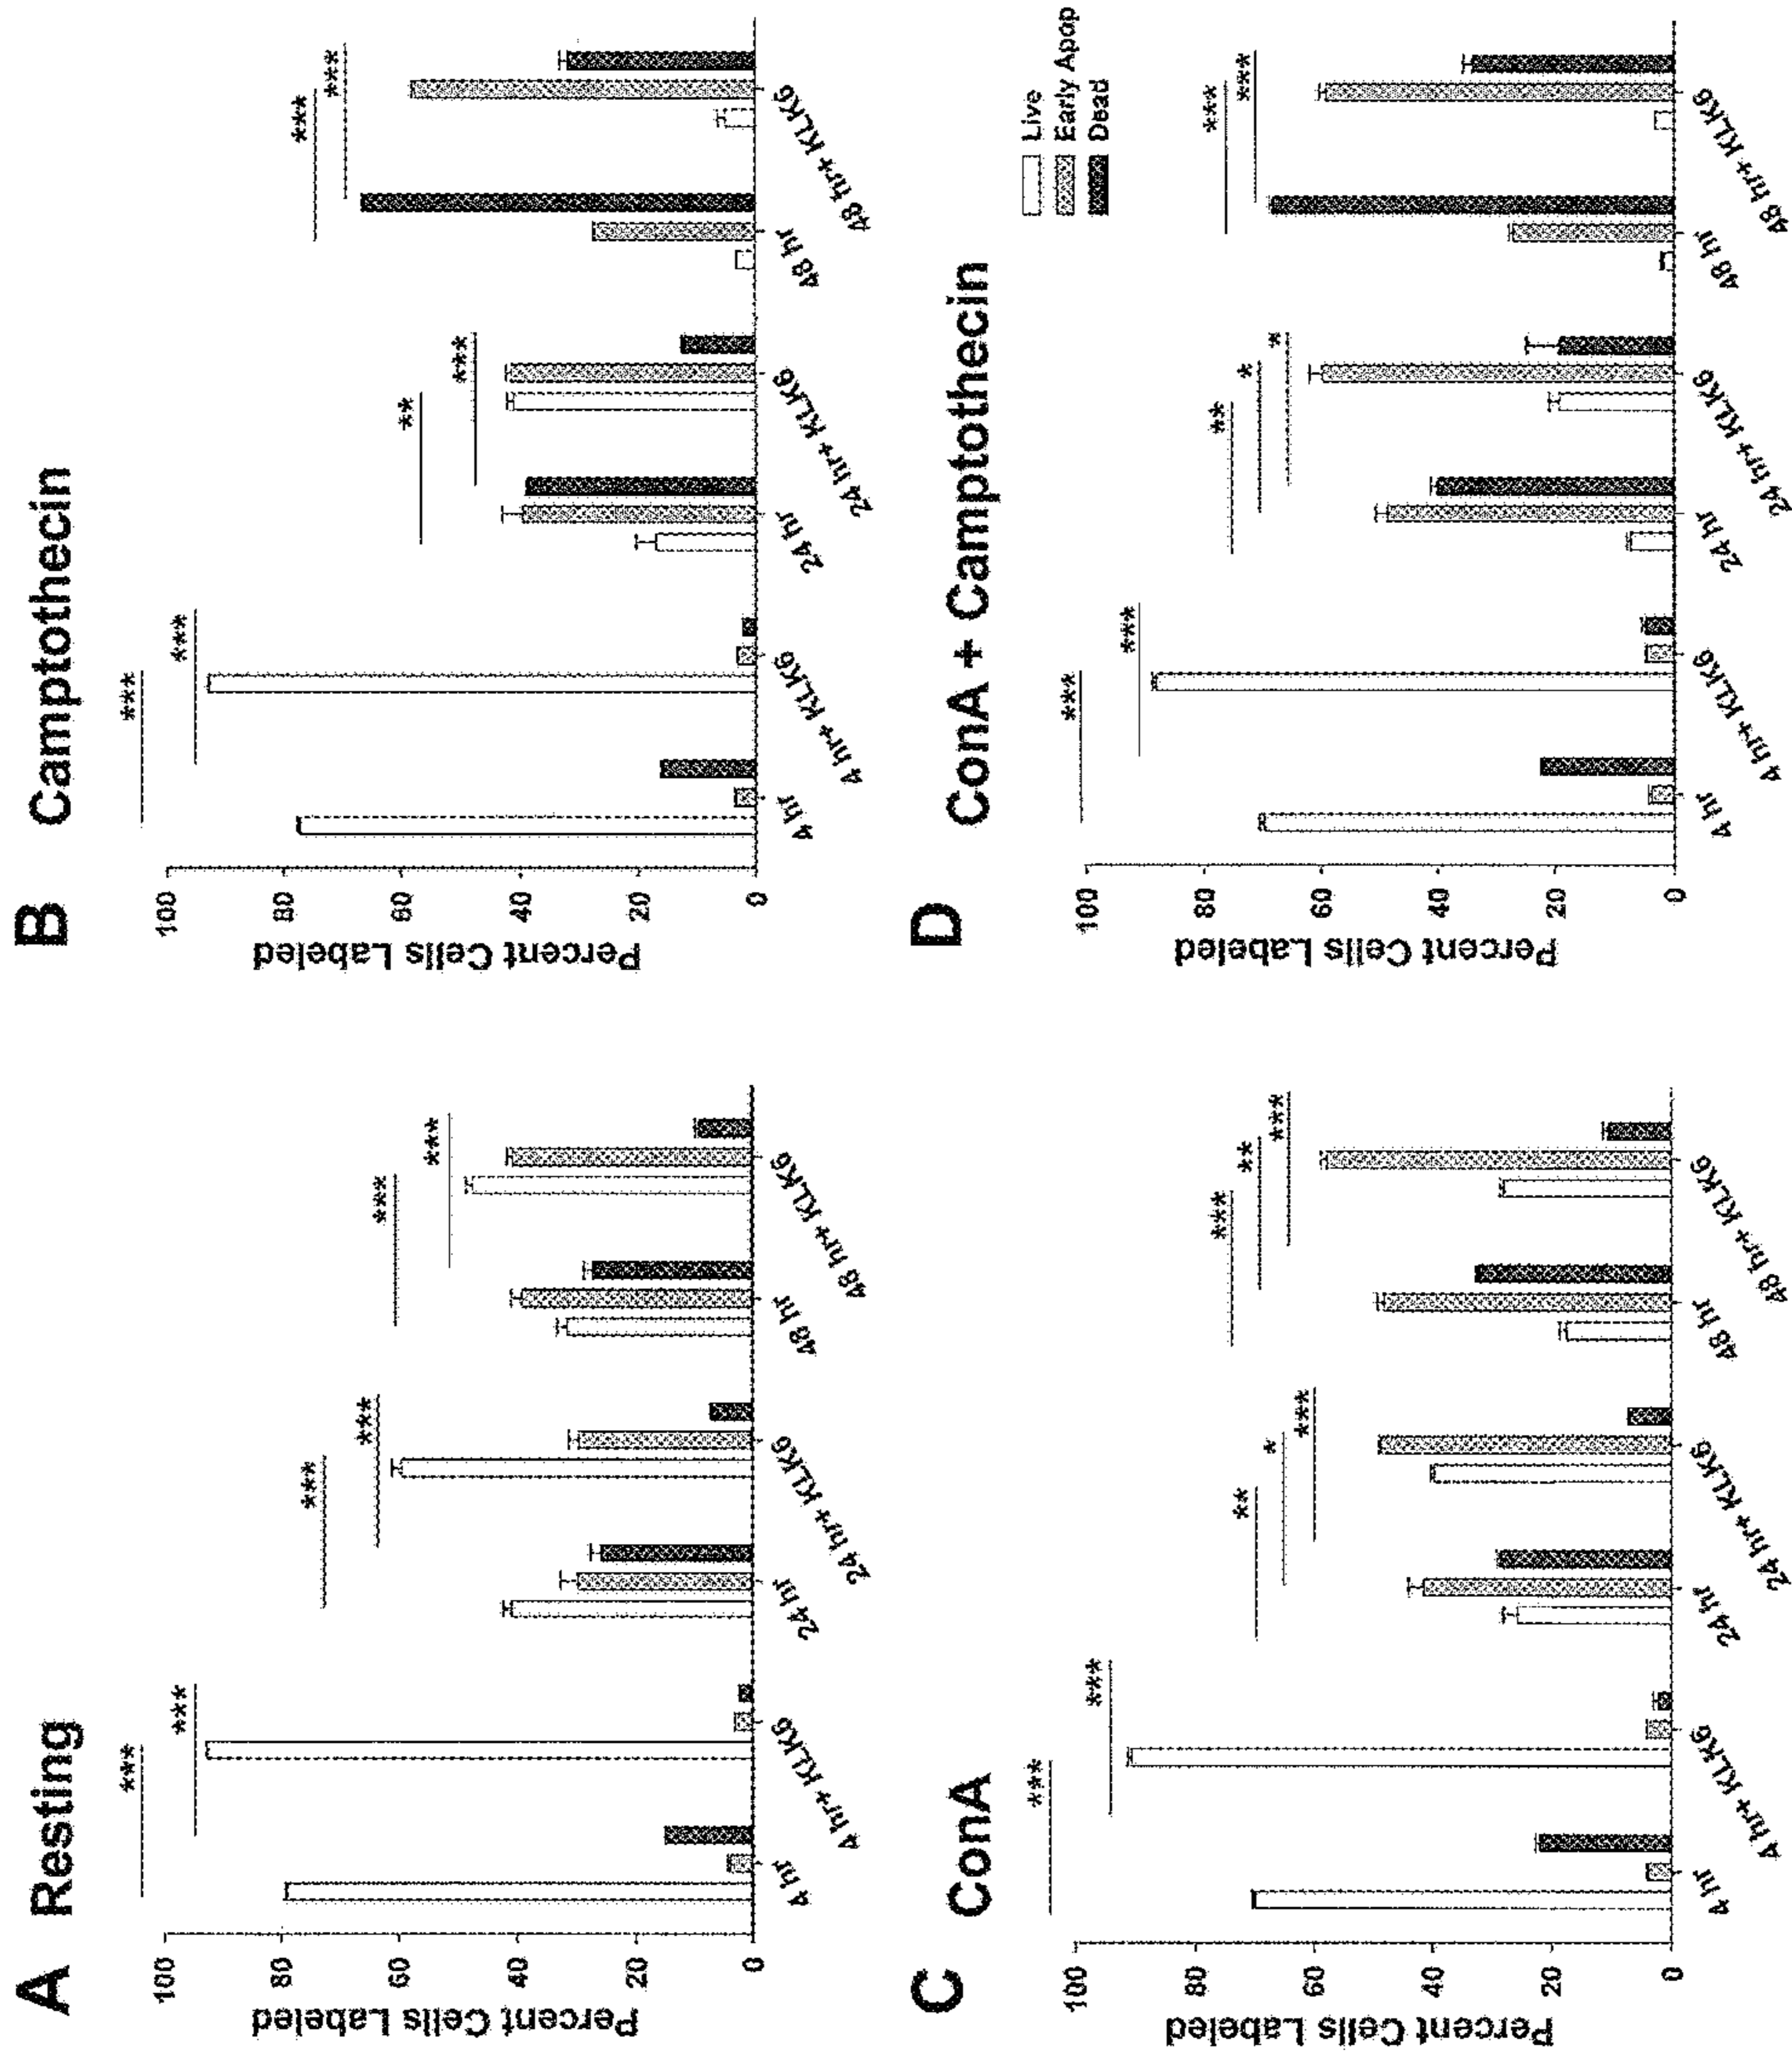 A Resting
Percent Cells Labeled
100
80
60
40
20
0
***
***
***
***
***
***
4 hr
4 hr+ KLK6
24 hr
24 hr+ KLK6
48 hr
48 hr+ KLK6
B Camptothecin
Percent Cells Labeled
100
80
60
40
20
0
***
***
**
***
***
***
4 hr
4 hr+ KLK6
24 hr
24 hr+ KLK6
48 hr
48 hr+ KLK6
C ConA
Percent Cells Labeled
100
80
60
40
20
0
***
***
**
*
***
***
**
***
4 hr
4 hr+ KLK6
24 hr
24 hr+ KLK6
48 hr
48 hr+ KLK6
D ConA + Camptothecin
Live
Early Apop
Dead
Percent Cells Labeled
100
80
60
40
20
0
***
***
**
*
*
***
***
4 hr
4 hr+ KLK6
24 hr
24 hr+ KLK6
48 hr
48 hr+ KLK6